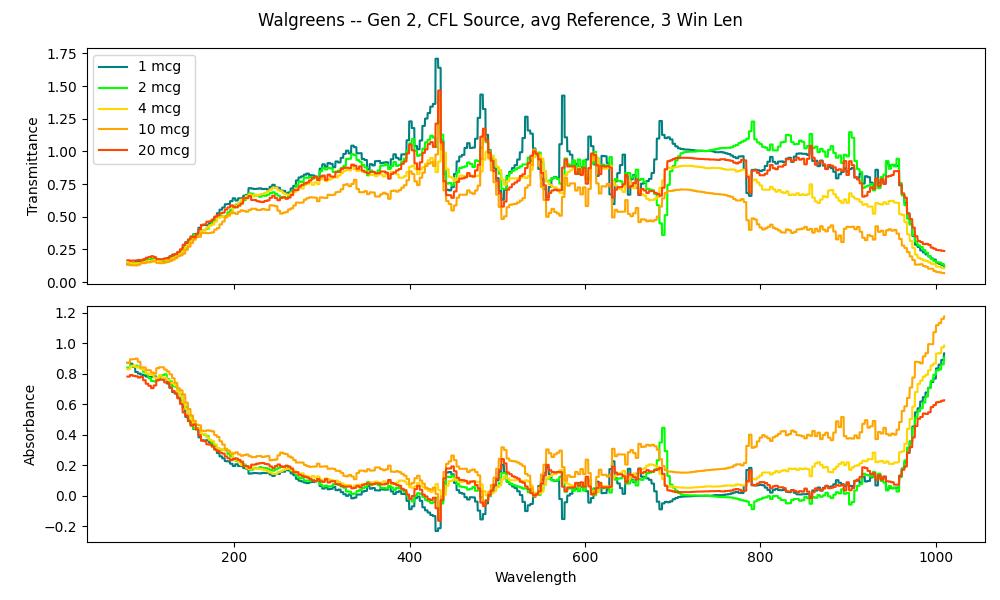 Walgreens -- Gen 2, CFL Source, avg Reference, 3 Win Len
1.75
1.50
1.25
1.00
0.75
0.50
0.25
0.00
Transmittance
1 mcg
2 mcg
4 mcg
10 mcg
20 mcg
1.2
1.0
0.8
0.6
0.4
0.2
0.0
−0.2
Absorbance
200
400
600
800
1000
Wavelength